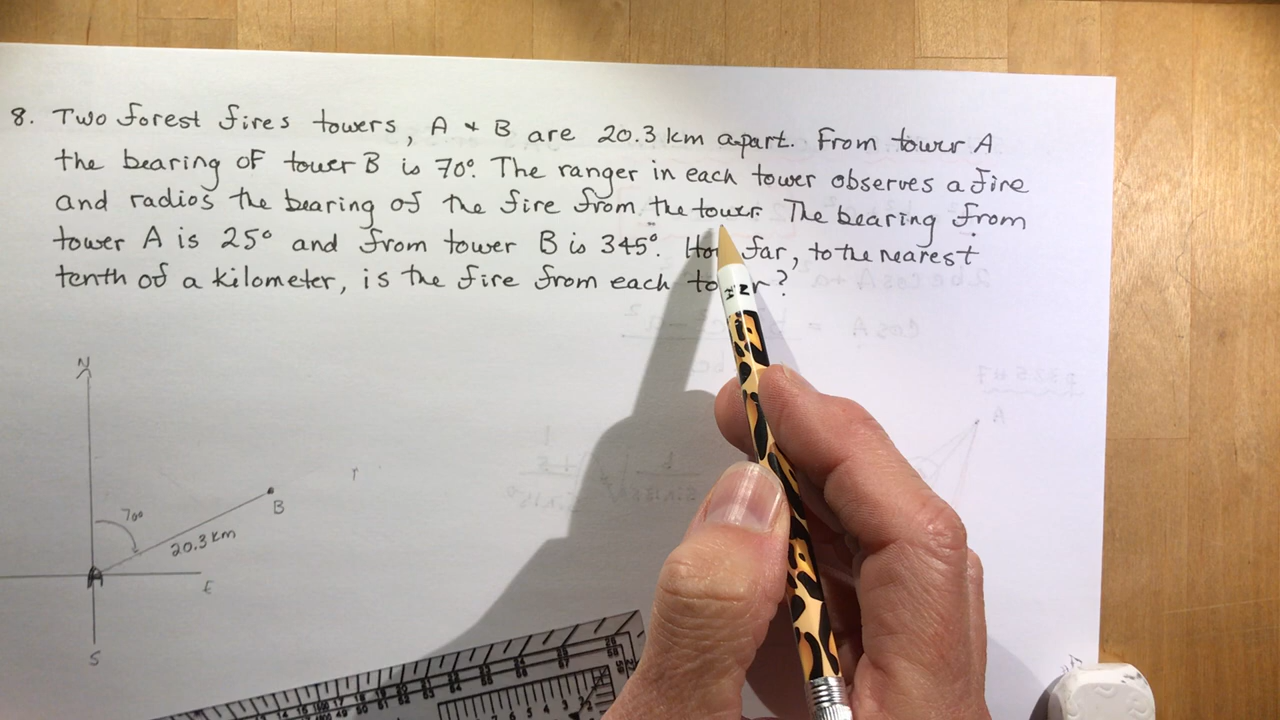 8. Two forest fires towers, A & B are 20.3 km apart. From tower A
the bearing of tower B is 70°. The ranger in each tower observes a fire
and radio's the bearing of the fire from the tower. The bearing from
tower A is 25° and from tower B is 345°. far, to the nearest
tenth of a kilometer, is the fire from each ?
N
70°
B
20.3 km
A
E
S